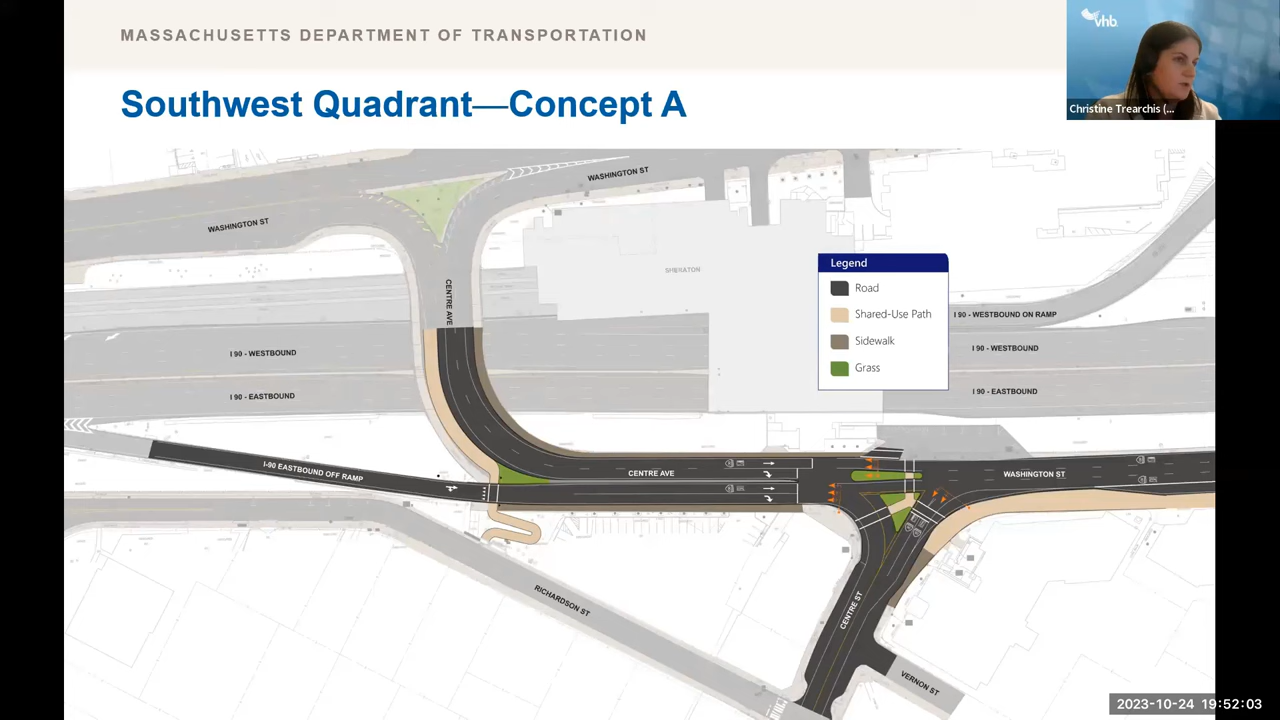 MASSACHUSETTS DEPARTMENT OF TRANSPORTATION
vhb
Christine Trearchis (...
Southwest Quadrant—Concept A
WASHINGTON ST
WASHINGTON ST
SHERATON
CENTRE AVE
Legend
Road
Shared-Use Path
Sidewalk
Grass
I 90 - WESTBOUND ON RAMP
I 90 - WESTBOUND
I 90 - WESTBOUND
I 90 - EASTBOUND
I 90 - EASTBOUND
I-90 EASTBOUND OFF RAMP
CENTRE AVE
WASHINGTON ST
RICHARDSON ST
CENTRE ST
VERNON ST
2023-10-24 19:52:03